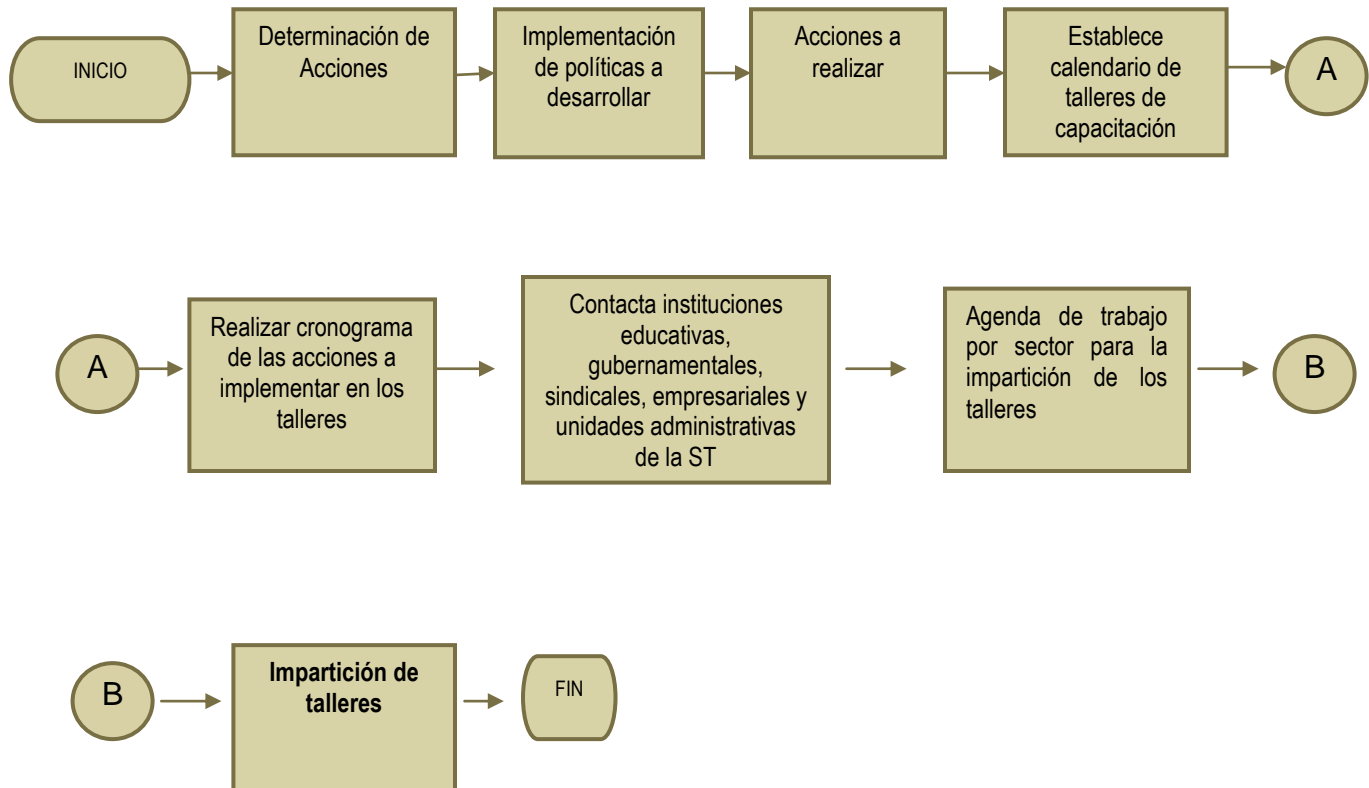 INICIO
Determinación de
Acciones
Implementación
de políticas a
desarrollar
Acciones a
realizar
Establece
calendario de
talleres de
capacitación
A
A
Realizar cronograma
de las acciones a
implementar en los
talleres
Contacta instituciones
educativas,
gubernamentales,
sindicales, empresariales y
unidades administrativas
de la ST
Agenda de trabajo
por sector para la
impartición de los
talleres
B
B
Impartición de
talleres
FIN